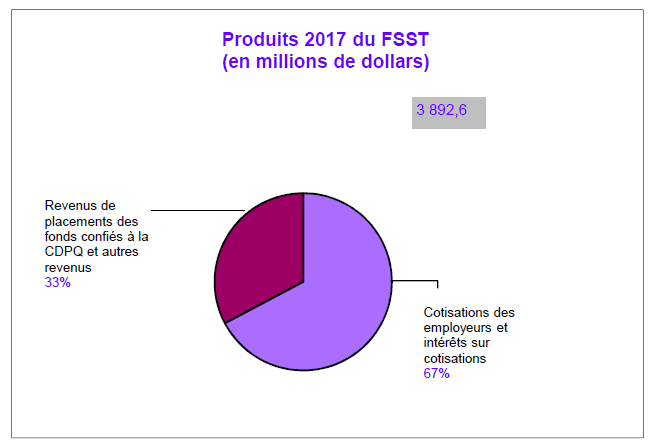 Produits 2017 du FSST
(en millions de dollars)
3 892,6
Revenus de
placements des
fonds confiés à la
CDPQ et autres
revenus
33%
Cotisations des
employeurs et
intérêts sur
cotisations
67%